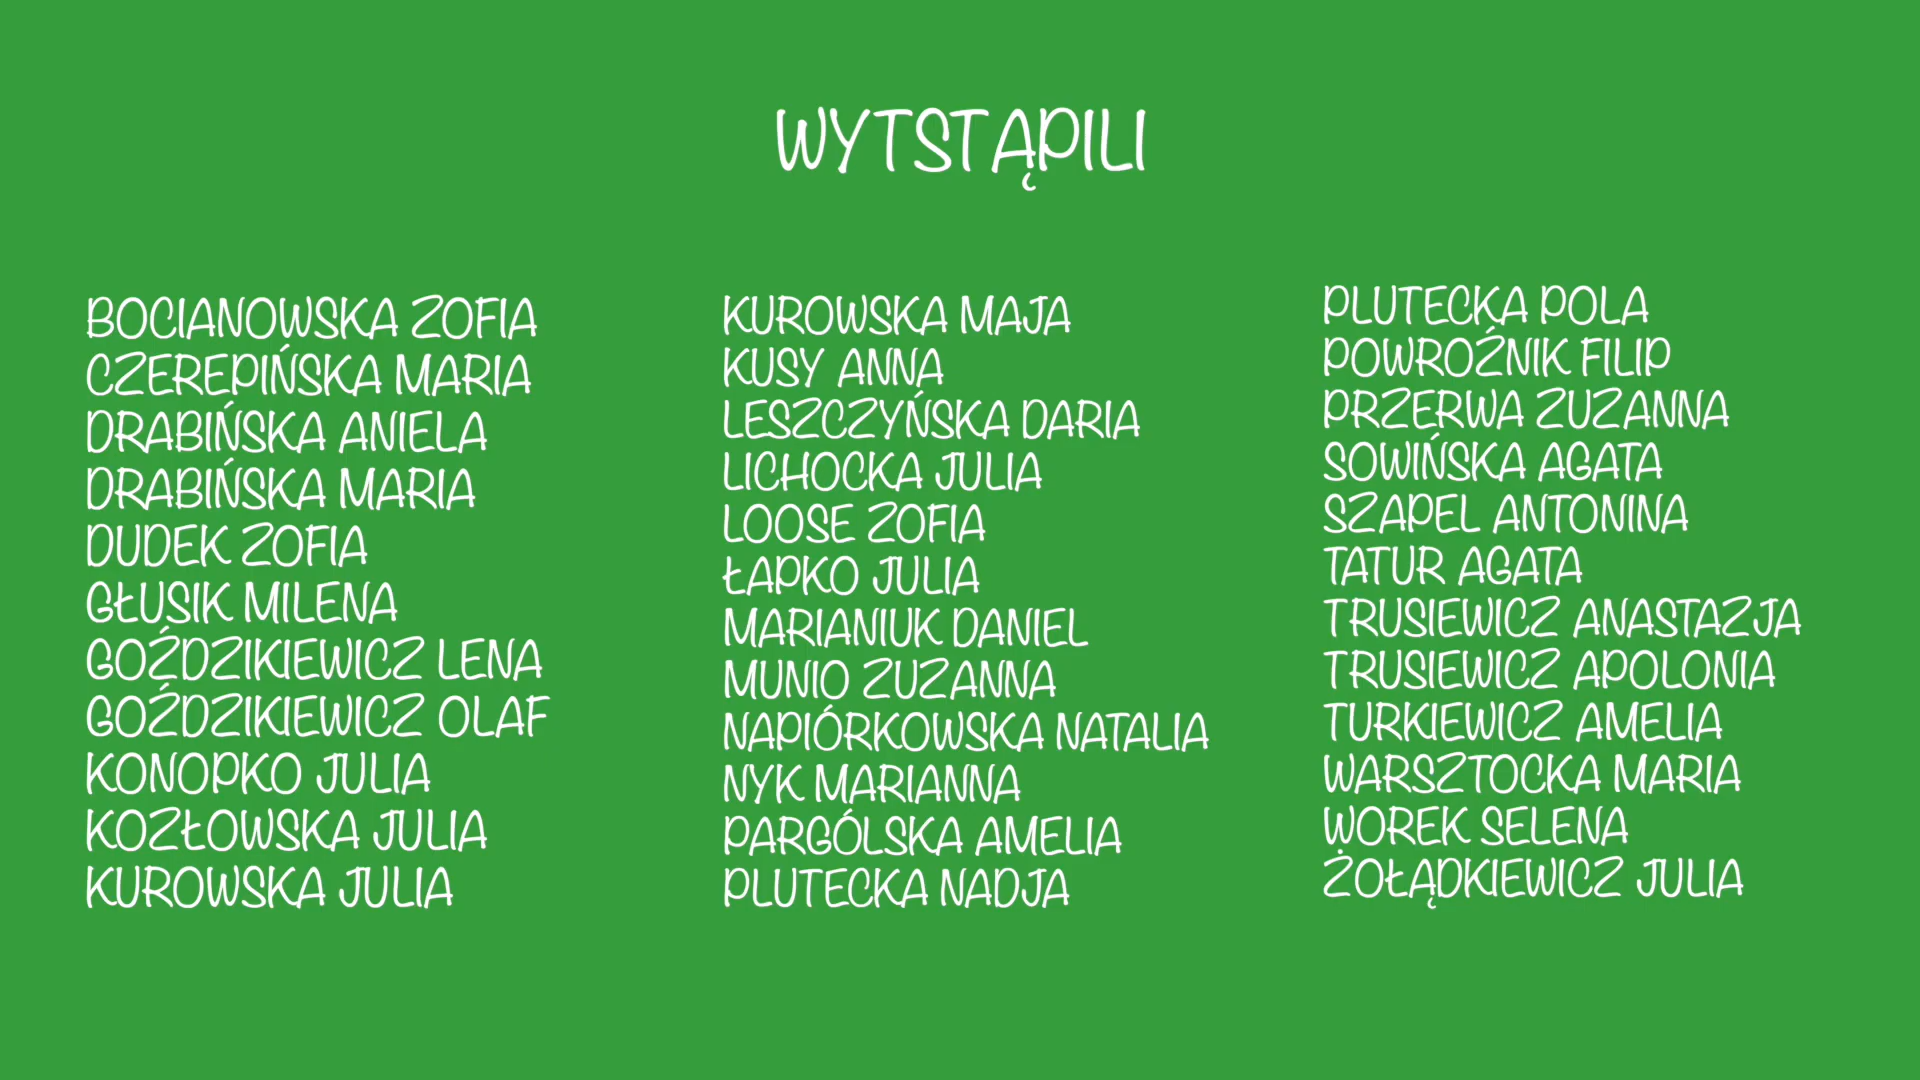 WYTSTĄPILI
BOCIANOWSKA ZOFIA
CZEREPIŃSKA MARIA
DRABIŃSKA ANIELA
DRABIŃSKA MARIA
DUDEK ZOFIA
GŁUSIK MILENA
GOŹDZIKIEWICZ LENA
GOŹDZIKIEWICZ OLAF
KONOPKO JULIA
KOZŁOWSKA JULIA
KUROWSKA JULIA
KUROWSKA MAJA
KUSY ANNA
LESZCZYŃSKA DARIA
LICHOCKA JULIA
LOOSE ZOFIA
ŁAPKO JULIA
MARIANIUK DANIEL
MUNIO ZUZANNA
NAPIÓRKOWSKA NATALIA
NYK MARIANNA
PARGÓLSKA AMELIA
PLUTECKA NADJA
PLUTECKA POLA
POWROŹNIK FILIP
PRZERWA ZUZANNA
SOWIŃSKA AGATA
SZAPEL ANTONINA
TATUR AGATA
TRUSIEWICZ ANASTAZJA
TRUSIEWICZ APOLONIA
TURKIEWICZ AMELIA
WARSZTOCKA MARIA
WOREK SELENA
ŻOŁĄDKIEWICZ JULIA